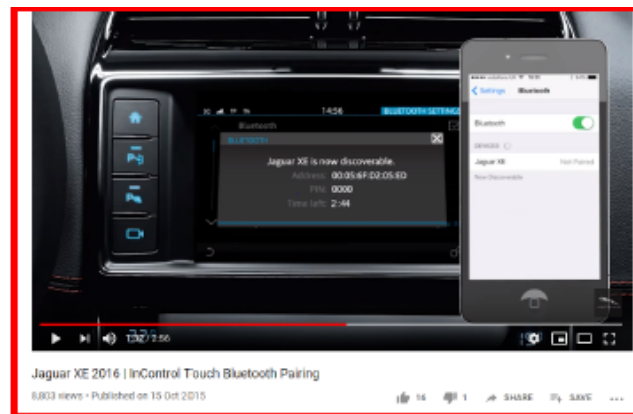 14:56 BLUETOOTH SETTINGS
Bluetooth
BLUETOOTH
Jaguar XE is now discoverable.
Address: 00:05:6F:D2:05:ED
PIN: 0000
Time left: 2:44
Settings Bluetooth
Bluetooth
DEVICES
Jaguar XE Not Paired
Now Discoverable
/ 2:56
Jaguar XE 2016 | InControl Touch Bluetooth Pairing
8,803 views • Published on 15 Oct 2015
16 1 SHARE SAVE